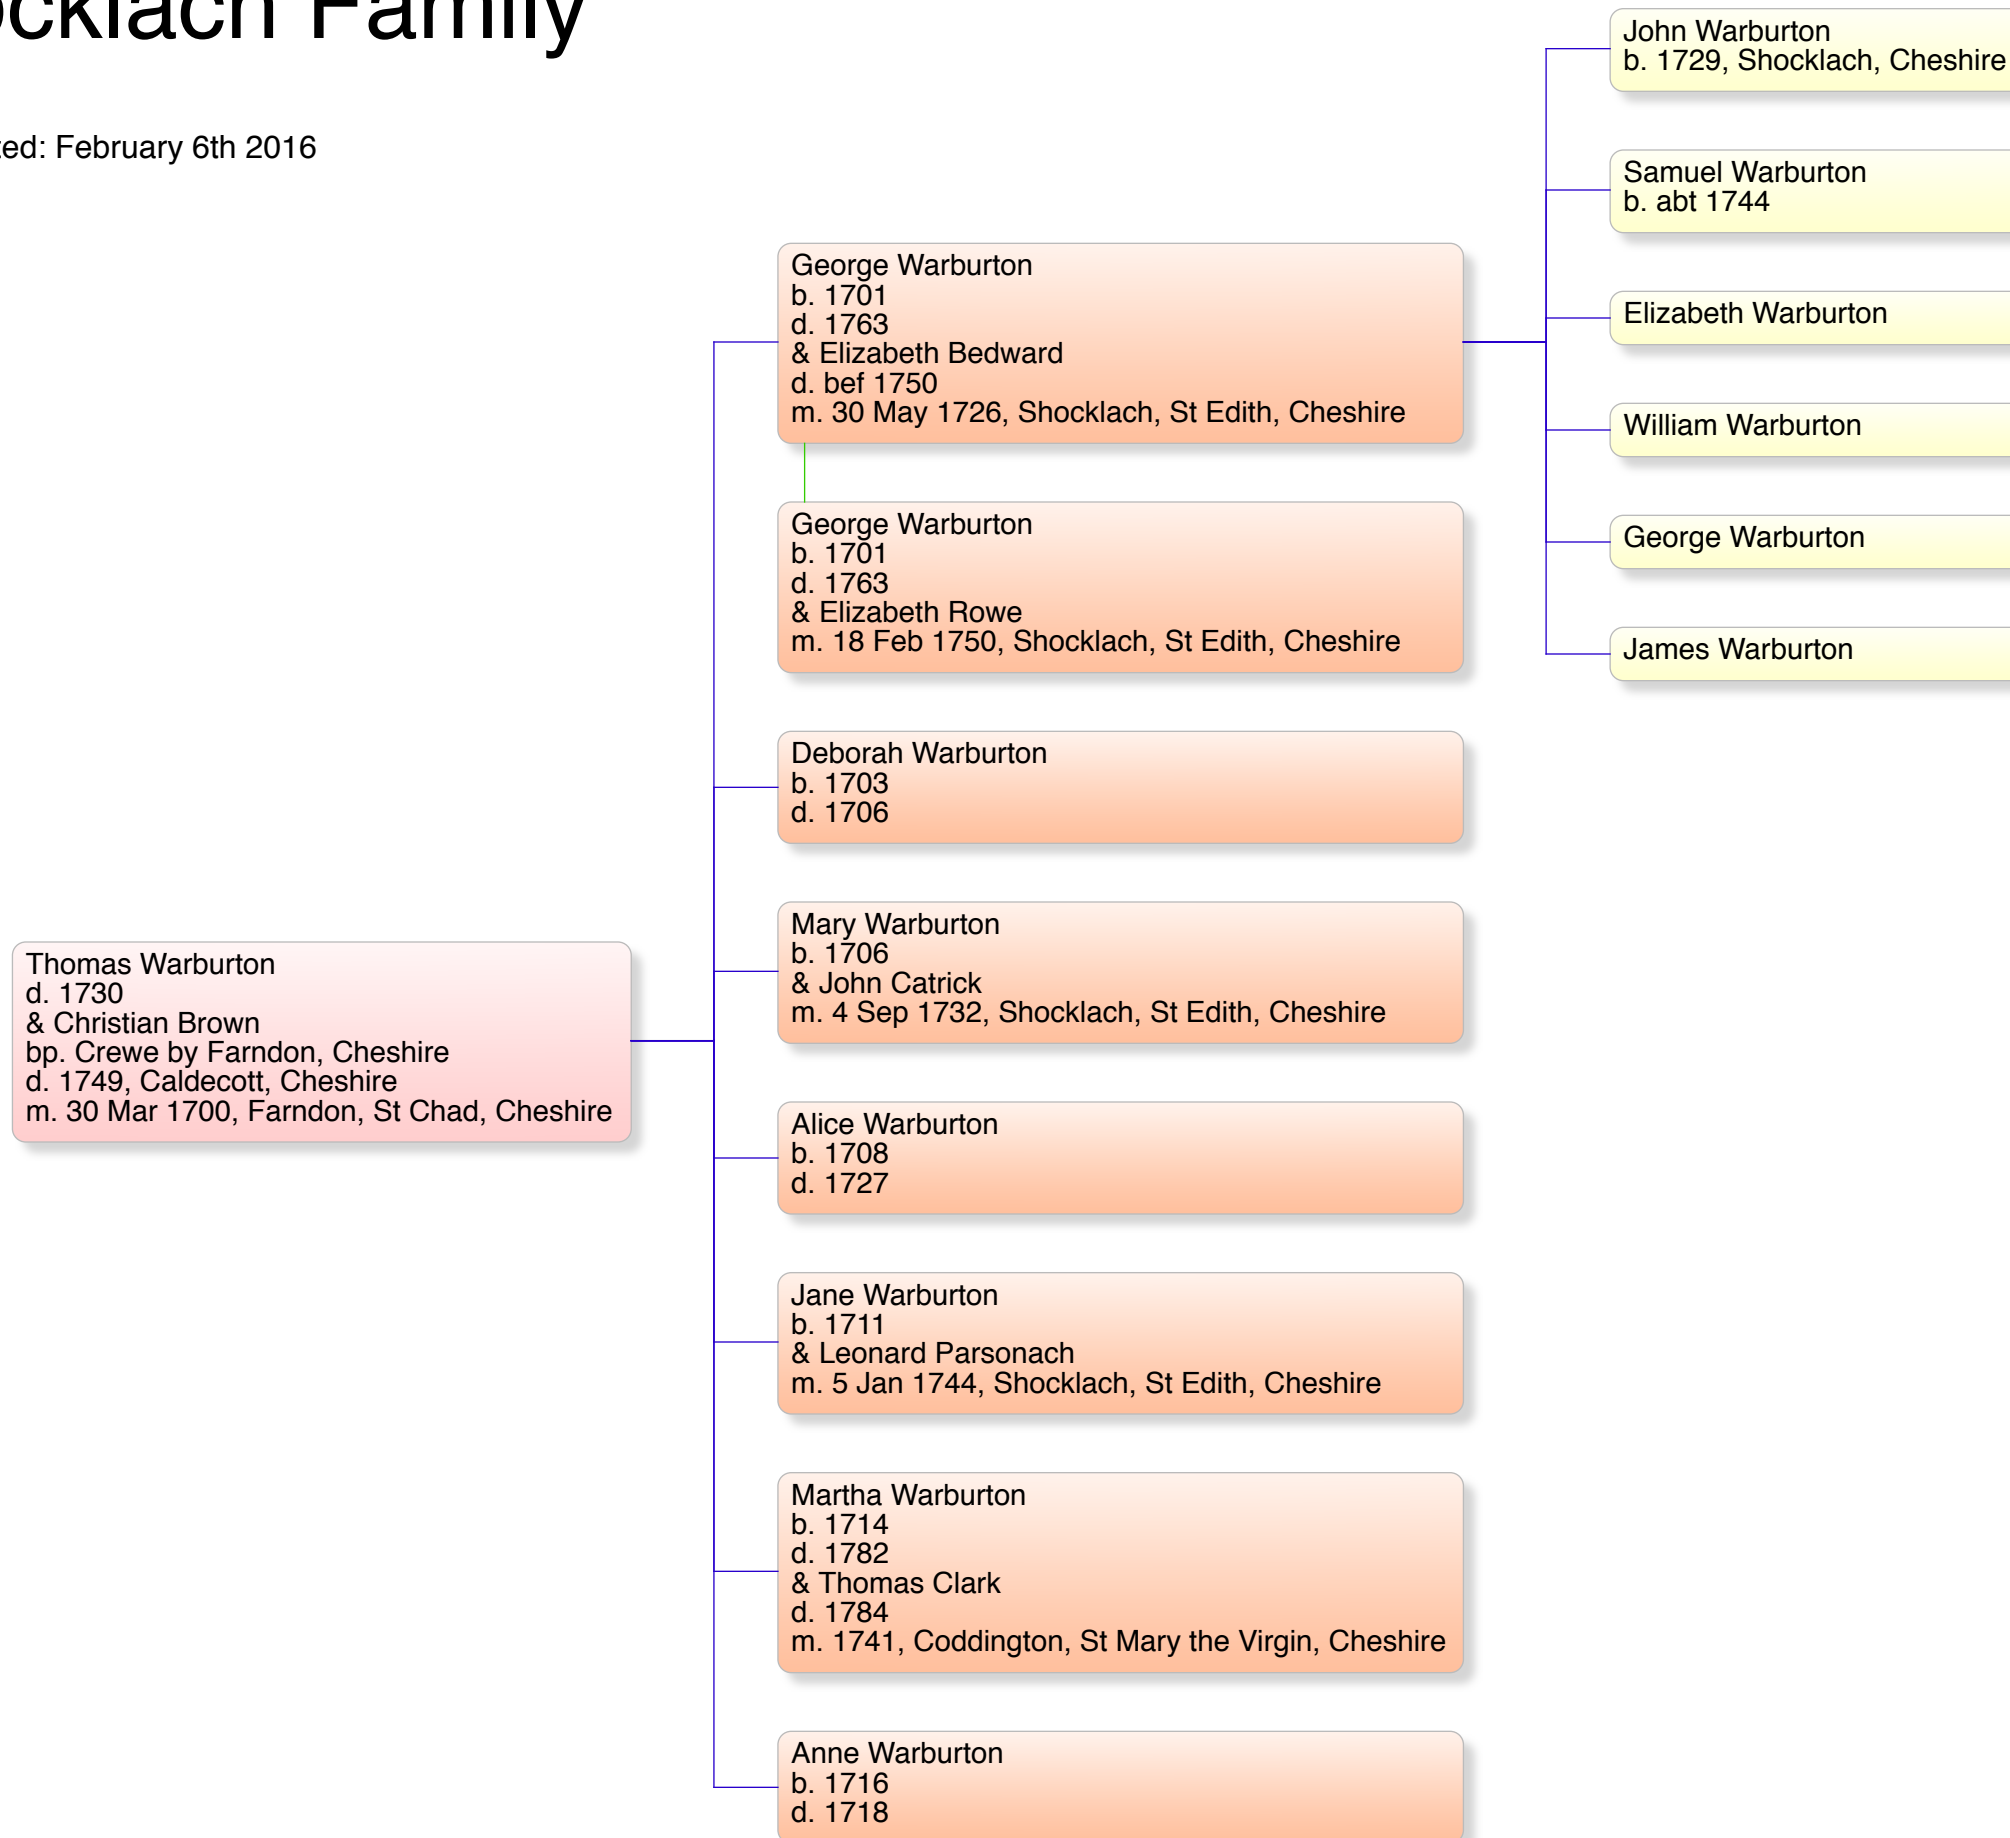 Family
February 6th 2016
Thomas Warburton
d. 1730
& Christian Brown
bp. Crewe by Farndon, Cheshire
d. 1749, Caldecott, Cheshire
m. 30 Mar 1700, Farndon, St Chad, Cheshire
George Warburton
b. 1701
d. 1763
& Elizabeth Bedward
d. bef 1750
m. 30 May 1726, Shocklach, St Edith, Cheshire
George Warburton
b. 1701
d. 1763
& Elizabeth Rowe
m. 18 Feb 1750, Shocklach, St Edith, Cheshire
Deborah Warburton
b. 1703
d. 1706
Mary Warburton
b. 1706
& John Catrick
m. 4 Sep 1732, Shocklach, St Edith, Cheshire
Alice Warburton
b. 1708
d. 1727
Jane Warburton
b. 1711
& Leonard Parsonach
m. 5 Jan 1744, Shocklach, St Edith, Cheshire
Martha Warburton
b. 1714
d. 1782
& Thomas Clark
d. 1784
m. 1741, Coddington, St Mary the Virgin, Cheshire
Anne Warburton
b. 1716
d. 1718
John Warburton
b. 1729, Shocklach, Cheshire
Samuel Warburton
b. abt 1744
Elizabeth Warburton
William Warburton
George Warburton
James Warburton